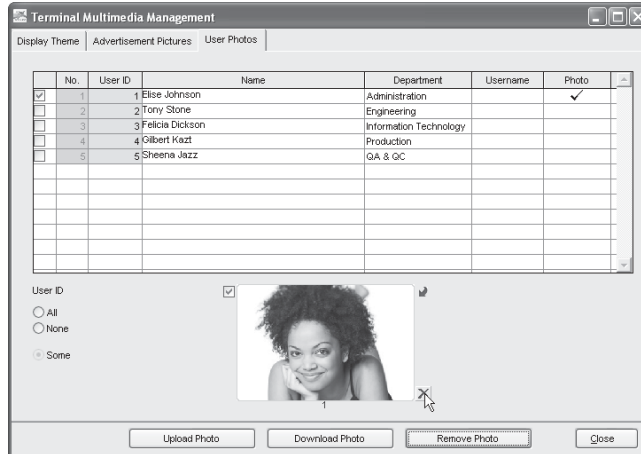 Terminal Multimedia Management
Display Theme Advertisement Pictures User Photos
No. User ID Name Department Username Photo
1 1 Elise Johnson Administration
2 2 Tony Stone Engineering
3 3 Felicia Dickson Information Technology
4 4 Gilbert Kazt Production
5 5 Sheena Jazz QA & QC
User ID
All
None
Some
1
Upload Photo Download Photo Remove Photo Close